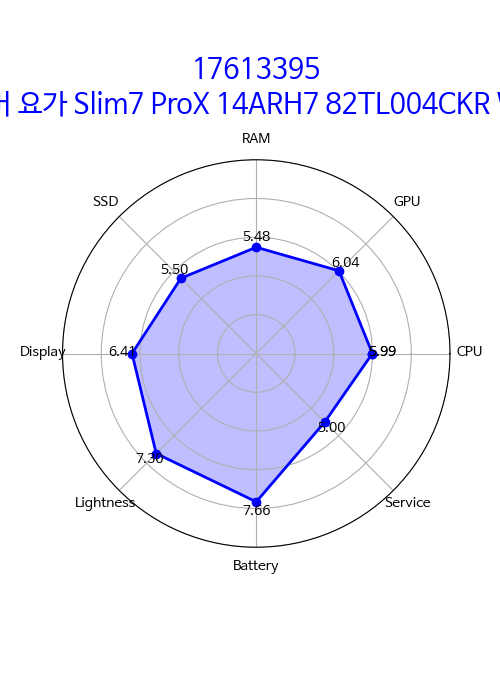 17613395
요가 Slim7 ProX 14ARH7 82TL004CKR
RAM
SSD
GPU
5.48
5.50
6.04
Display
6.41
5.99
CPU
7.30
5.00
Lightness
7.66
Service
Battery